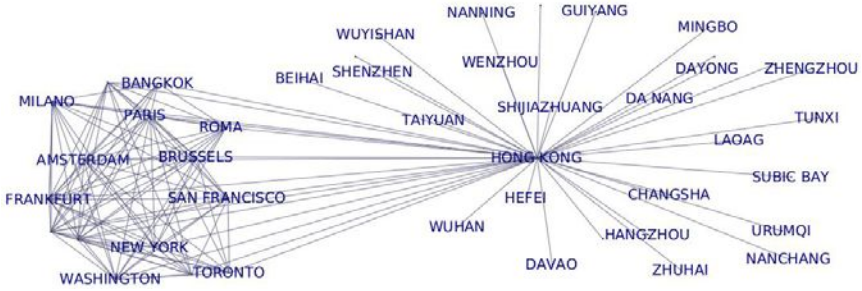 NANNING
GUIYANG
MINGBO
WUYISHAN
WENZHOU
BEIHAI
SHENZHEN
DAYONG
ZHENGZHOU
BANGKOK
MILANO
DA NANG
SHIJIAZHUANG
PARIS
TAIYUAN
TUNXI
ROMA
LAOAG
AMSTERDAM
BRUSSELS
HONG KONG
SUBIC BAY
FRANKFURT
SAN FRANCISCO
HEFEI
CHANGSHA
WUHAN
HANGZHOU
URUMQI
NEW YORK
NANCHANG
DAVAO
ZHUHAI
WASHINGTON
TORONTO